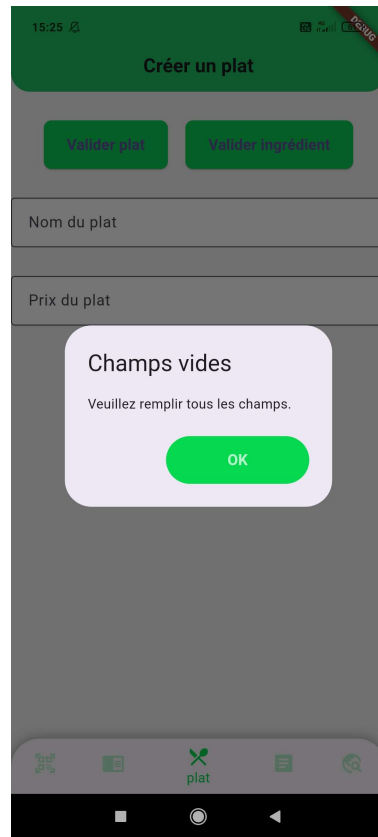 15:25
DEBUG
Créer un plat
Valider plat
Valider ingrédient
Nom du plat
Prix du plat
Champs vides
Veuillez remplir tous les champs.
OK
plat